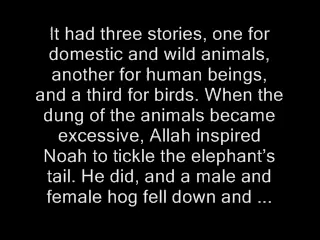 It had three stories, one for
domestic and wild animals,
another for human beings,
and a third for birds. When the
dung of the animals became
excessive, Allah inspired
Noah to tickle the elephant's
tail. He did, and a male and
female hog fell down and ...